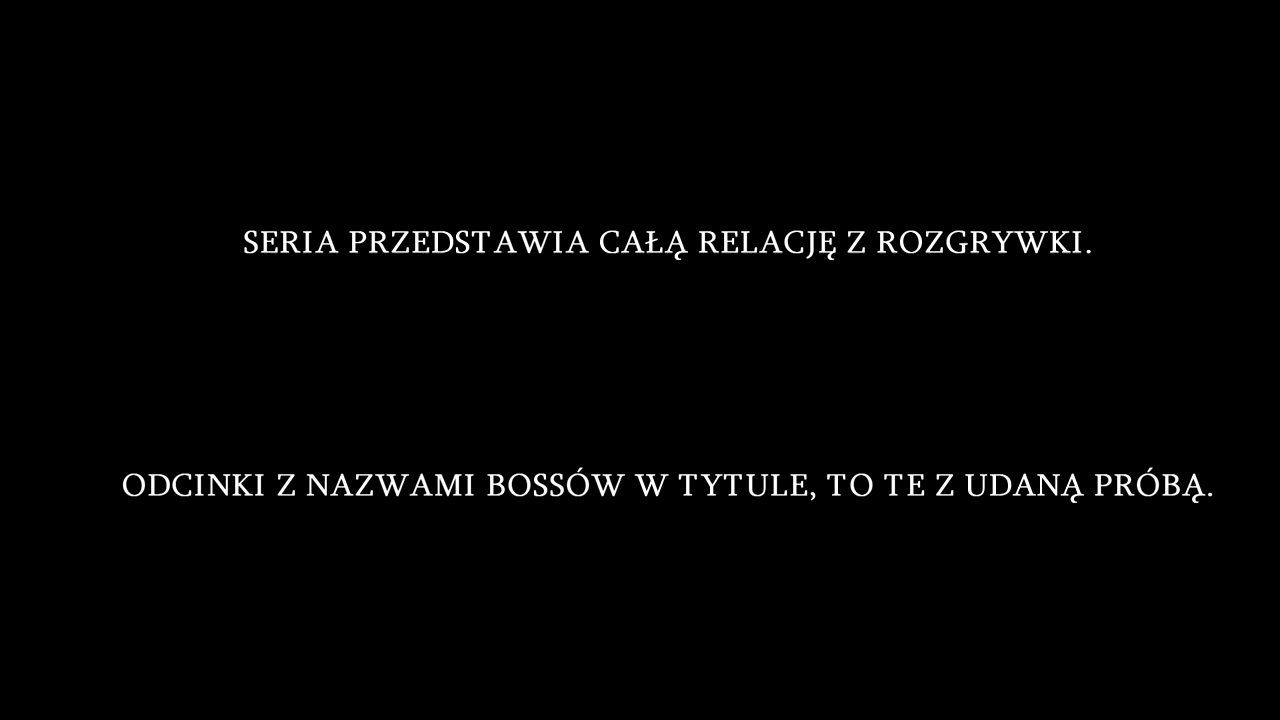 SERIA PRZEDSTAWIA CAŁĄ RELACJĘ Z ROZGRYWKI.
ODCINKI Z NAZWAMI BOSSÓW W TYTULE, TO TE Z UDANĄ PRÓBĄ.